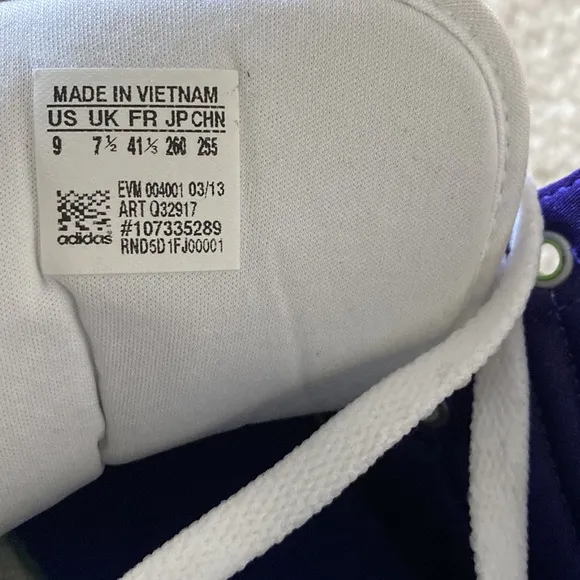 MADE IN VIETNAM
US UK FR JP CHN
9 7½ 41⅓ 260 255
EVM 004001 03/13
ART Q32917
#107335289
adidas RND5D1FJ00001